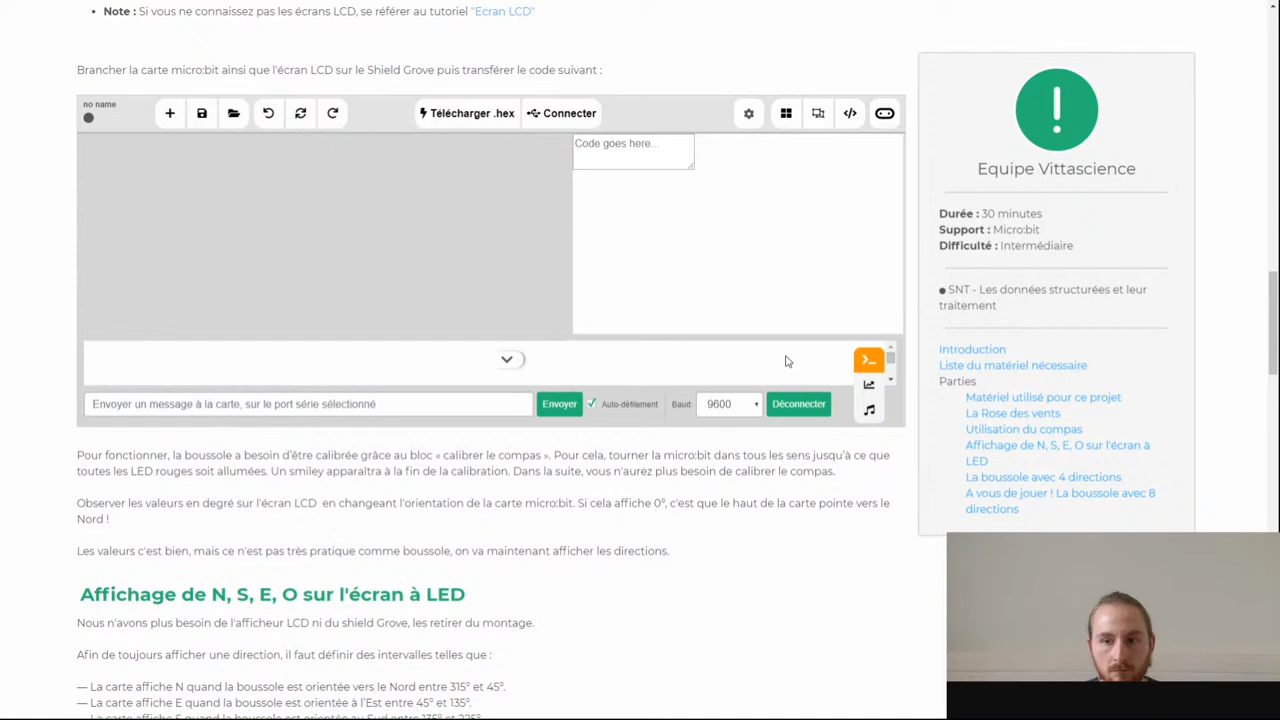 Note : Si vous ne connaissez pas les écrans LCD, se référer au tutoriel "Ecran LCD"
Brancher la carte micro:bit ainsi que l'écran LCD sur le Shield Grove puis transférer le code suivant :
no name
Télécharger .hex
Connecter
Code goes here...
Envoyer un message à la carte, sur le port série sélectionné
Envoyer
Auto-défilement
Baud:
9600
Déconnecter
Pour fonctionner, la boussole a besoin d'être calibrée grâce au bloc « calibrer le compas ». Pour cela, tourner la micro:bit dans tous les sens jusqu'à ce que
toutes les LED rouges soit allumées. Un smiley apparaîtra à la fin de la calibration. Dans la suite, vous n'aurez plus besoin de calibrer le compas.
Observer les valeurs en degré sur l'écran LCD en changeant l'orientation de la carte micro:bit. Si cela affiche 0°, c'est que le haut de la carte pointe vers le
Nord !
Les valeurs c'est bien, mais ce n'est pas très pratique comme boussole, on va maintenant afficher les directions.
Affichage de N, S, E, O sur l'écran à LED
Nous n'avons plus besoin de l'afficheur LCD ni du shield Grove, les retirer du montage.
Afin de toujours afficher une direction, il faut définir des intervalles telles que :
— La carte affiche N quand la boussole est orientée vers le Nord entre 315° et 45°.
— La carte affiche E quand la boussole est orientée à l'Est entre 45° et 135°.
— La carte affiche S quand la boussole est orientée au Sud entre 135° et 225°.
Equipe Vittascience
Durée : 30 minutes
Support : Micro:bit
Difficulté : Intermédiaire
SNT - Les données structurées et leur
traitement
Introduction
Liste du matériel nécessaire
Parties
Matériel utilisé pour ce projet
La Rose des vents
Utilisation du compas
Affichage de N, S, E, O sur l'écran à
LED
La boussole avec 4 directions
A vous de jouer ! La boussole avec 8
directions